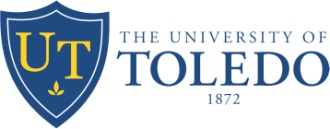 UT
THE UNIVERSITY OF
TOLEDO
1872